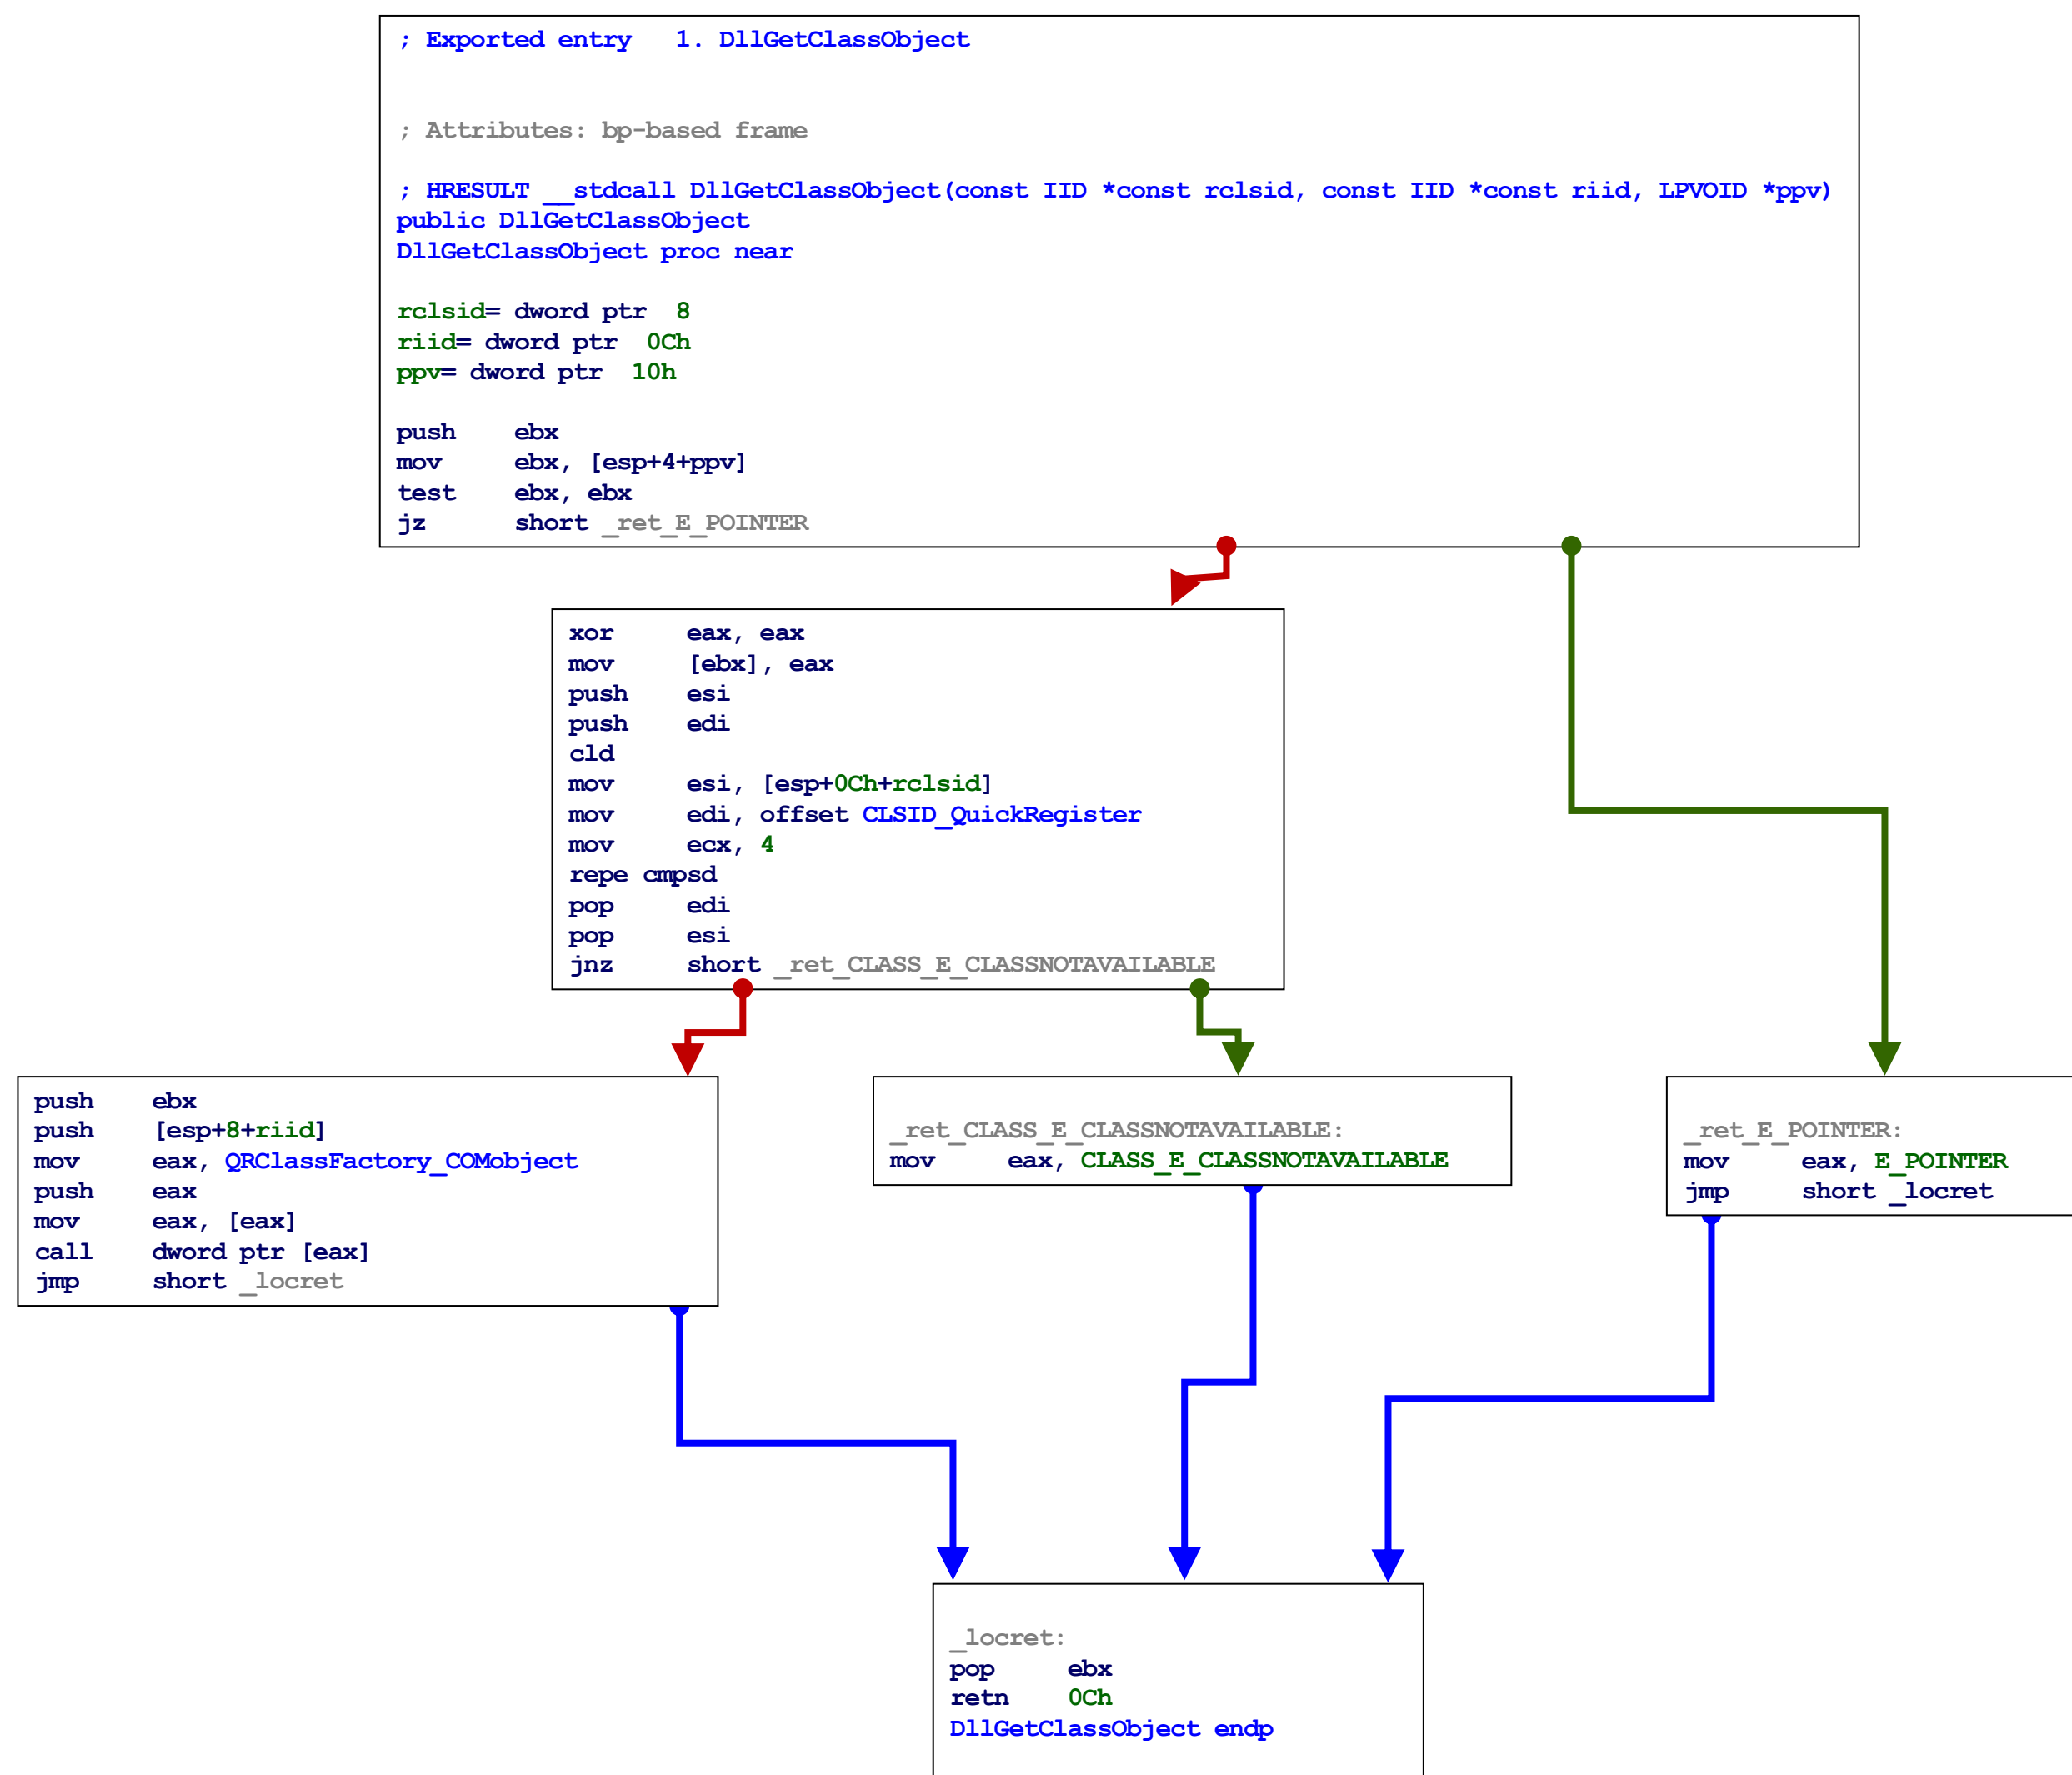 ; Exported entry   1. DllGetClassObject
; Attributes: bp-based frame
; HRESULT __stdcall DllGetClassObject(const IID *const rclsid, const IID *const riid, LPVOID *ppv)
public DllGetClassObject
DllGetClassObject proc near
rclsid= dword ptr  8
riid= dword ptr  0Ch
ppv= dword ptr  10h
push    ebx
mov     ebx, [esp+4+ppv]
test    ebx, ebx
jz      short _ret_E_POINTER
xor     eax, eax
mov     [ebx], eax
push    esi
push    edi
cld
mov     esi, [esp+0Ch+rclsid]
mov     edi, offset CLSID_QuickRegister
mov     ecx, 4
repe cmpsd
pop     edi
pop     esi
jnz     short _ret_CLASS_E_CLASSNOTAVAILABLE
push    ebx
push    [esp+8+riid]
mov     eax, QRClassFactory_COMobject
push    eax
mov     eax, [eax]
call    dword ptr [eax]
jmp     short _locret
_ret_CLASS_E_CLASSNOTAVAILABLE:
mov     eax, CLASS_E_CLASSNOTAVAILABLE
_ret_E_POINTER:
mov     eax, E_POINTER
jmp     short _locret
_locret:
pop     ebx
retn    0Ch
DllGetClassObject endp